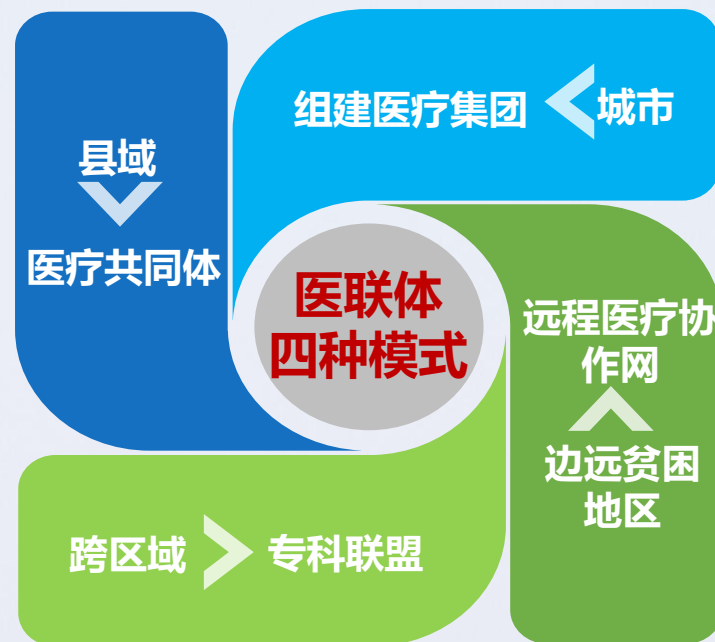 组建医疗集团
城市
县域
医疗共同体
医联体
四种模式
远程医疗协
作网
边远贫困
地区
跨区域
专科联盟